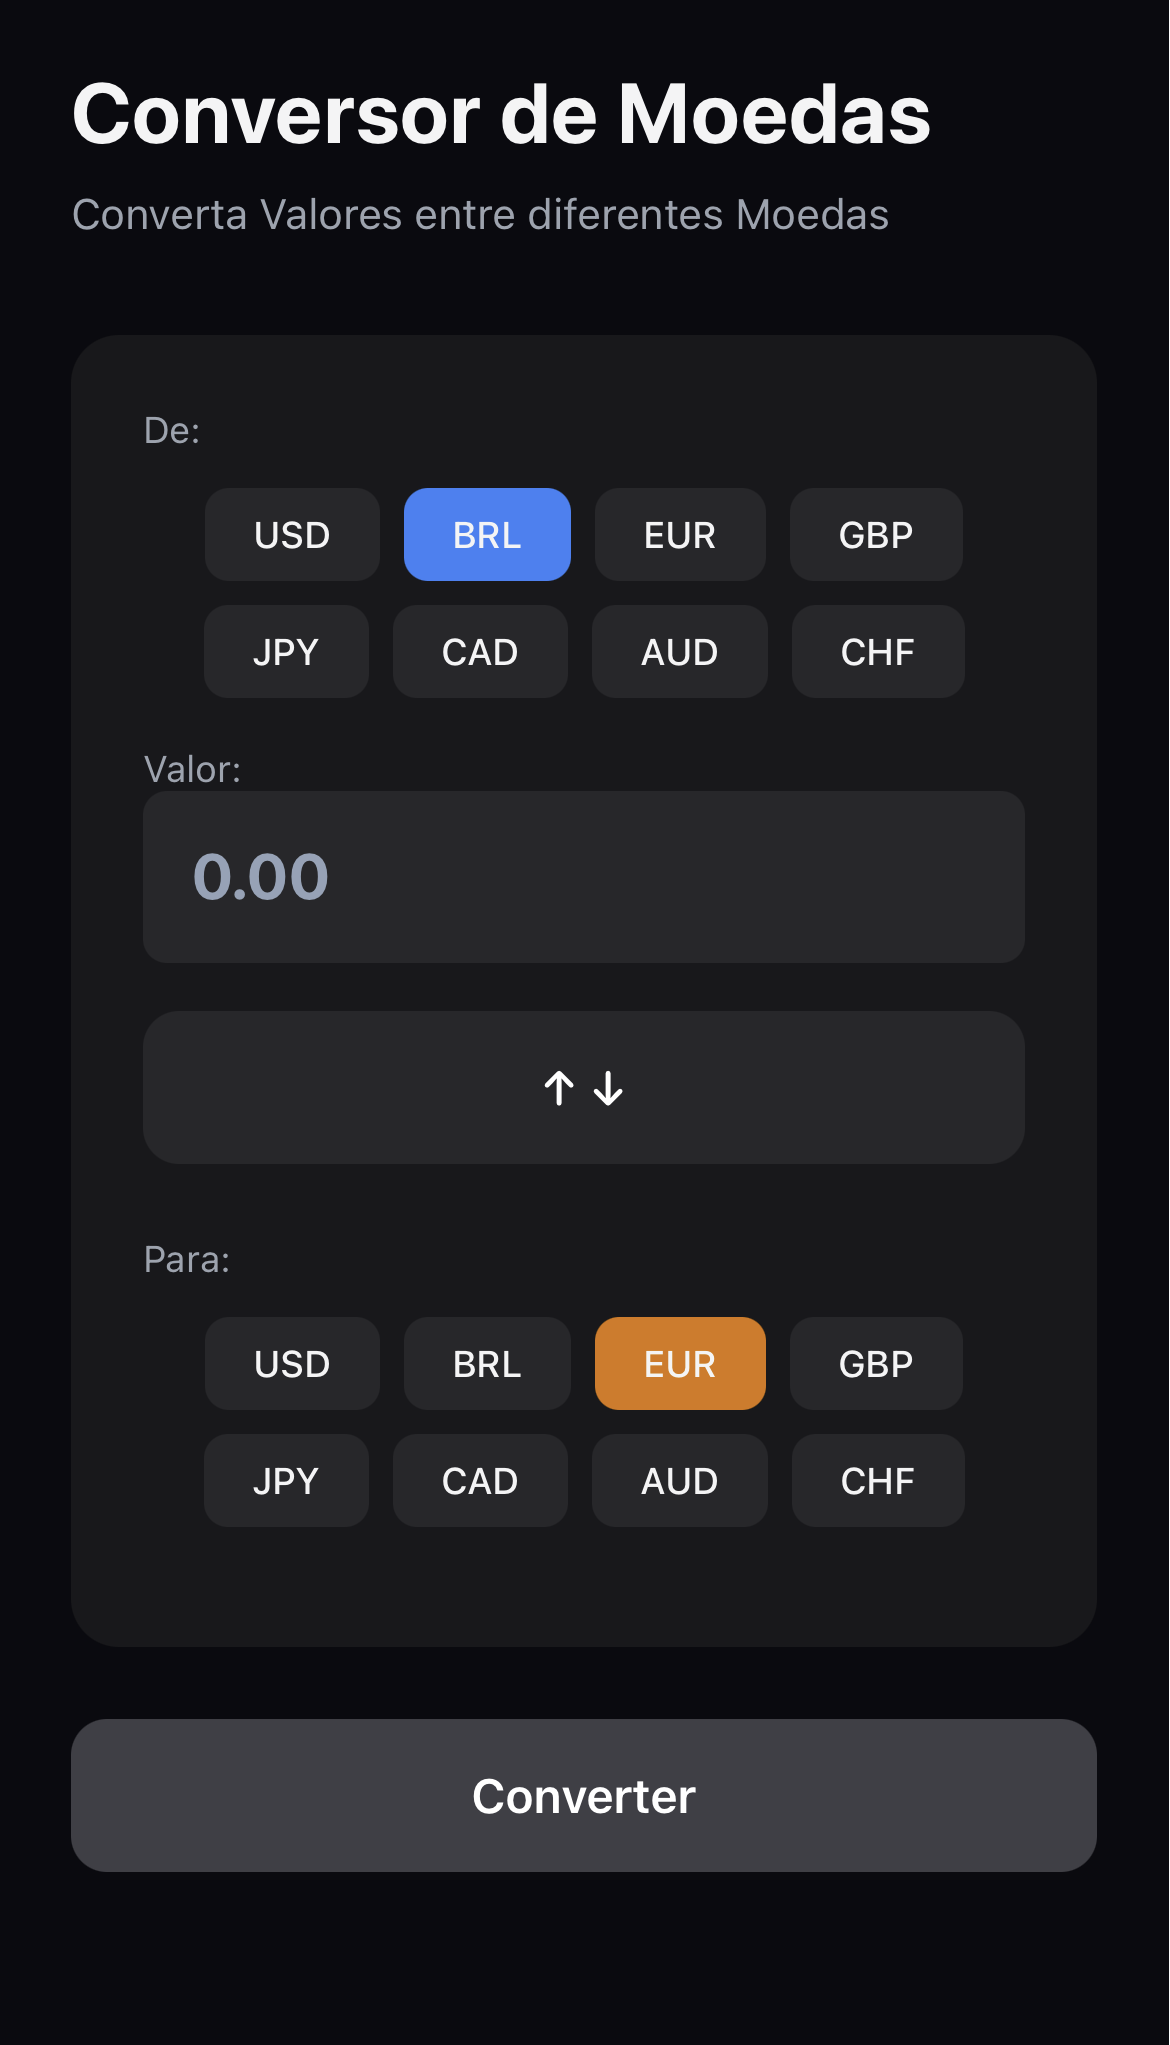 Conversor de Moedas
Converta Valores entre diferentes Moedas
De:
USD BRL EUR GBP
JPY CAD AUD CHF
Valor:
0.00
↑↓
Para:
USD BRL EUR GBP
JPY CAD AUD CHF
Converter